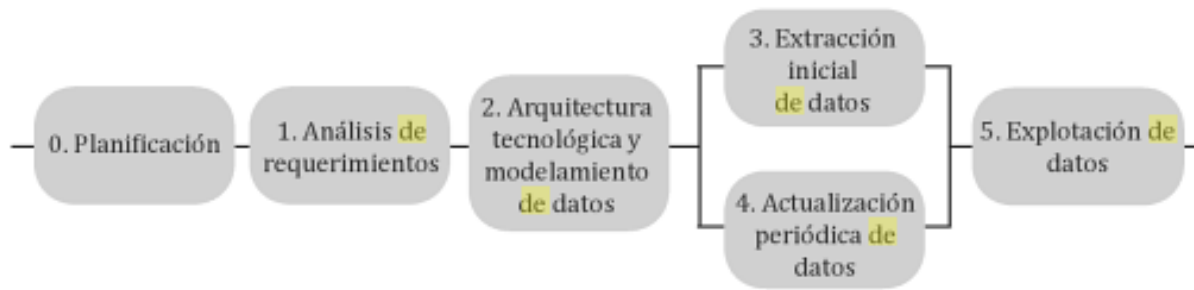 0. Planificación
1. Análisis de
requerimientos
2. Arquitectura
tecnológica y
modelamiento
de datos
3. Extracción
inicial
de datos
4. Actualización
periódica de
datos
5. Explotación de
datos